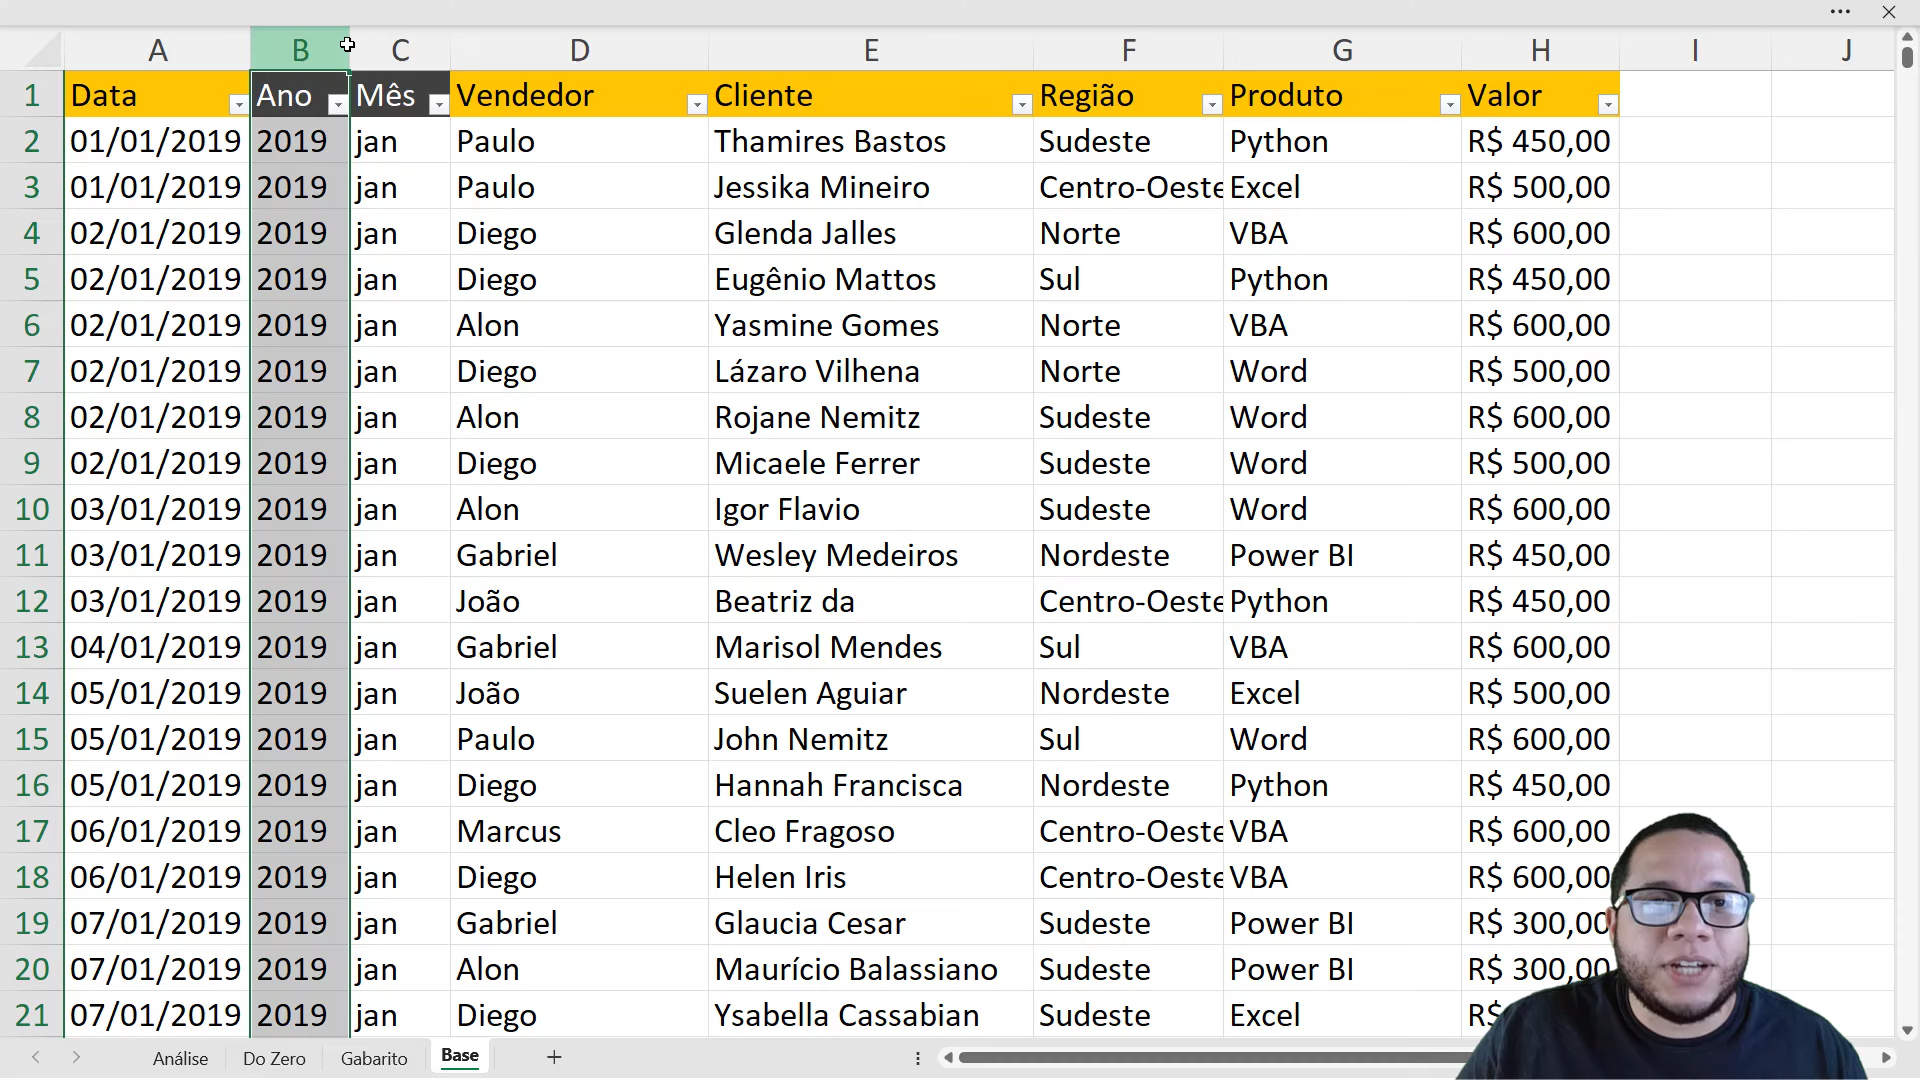 A B C D E F G H I J
1 Data Ano Mês Vendedor Cliente Região Produto Valor
2 01/01/2019 2019 jan Paulo Thamires Bastos Sudeste Python R$ 450,00
3 01/01/2019 2019 jan Paulo Jessika Mineiro Centro-Oeste Excel R$ 500,00
4 02/01/2019 2019 jan Diego Glenda Jalles Norte VBA R$ 600,00
5 02/01/2019 2019 jan Diego Eugênio Mattos Sul Python R$ 450,00
6 02/01/2019 2019 jan Alon Yasmine Gomes Norte VBA R$ 600,00
7 02/01/2019 2019 jan Diego Lázaro Vilhena Norte Word R$ 500,00
8 02/01/2019 2019 jan Alon Rojane Nemitz Sudeste Word R$ 600,00
9 02/01/2019 2019 jan Diego Micaele Ferrer Sudeste Word R$ 500,00
10 03/01/2019 2019 jan Alon Igor Flavio Sudeste Word R$ 600,00
11 03/01/2019 2019 jan Gabriel Wesley Medeiros Nordeste Power BI R$ 450,00
12 03/01/2019 2019 jan João Beatriz da Centro-Oeste Python R$ 450,00
13 04/01/2019 2019 jan Gabriel Marisol Mendes Sul VBA R$ 600,00
14 05/01/2019 2019 jan João Suelen Aguiar Nordeste Excel R$ 500,00
15 05/01/2019 2019 jan Paulo John Nemitz Sul Word R$ 600,00
16 05/01/2019 2019 jan Diego Hannah Francisca Nordeste Python R$ 450,00
17 06/01/2019 2019 jan Marcus Cleo Fragoso Centro-Oeste VBA R$ 600,00
18 06/01/2019 2019 jan Diego Helen Iris Centro-Oeste VBA R$ 600,00
19 07/01/2019 2019 jan Gabriel Glaucia Cesar Sudeste Power BI R$ 300,00
20 07/01/2019 2019 jan Alon Maurício Balassiano Sudeste Power BI R$ 300,00
21 07/01/2019 2019 jan Diego Ysabella Cassabian Sudeste Excel R$
Análise Do Zero Gabarito Base